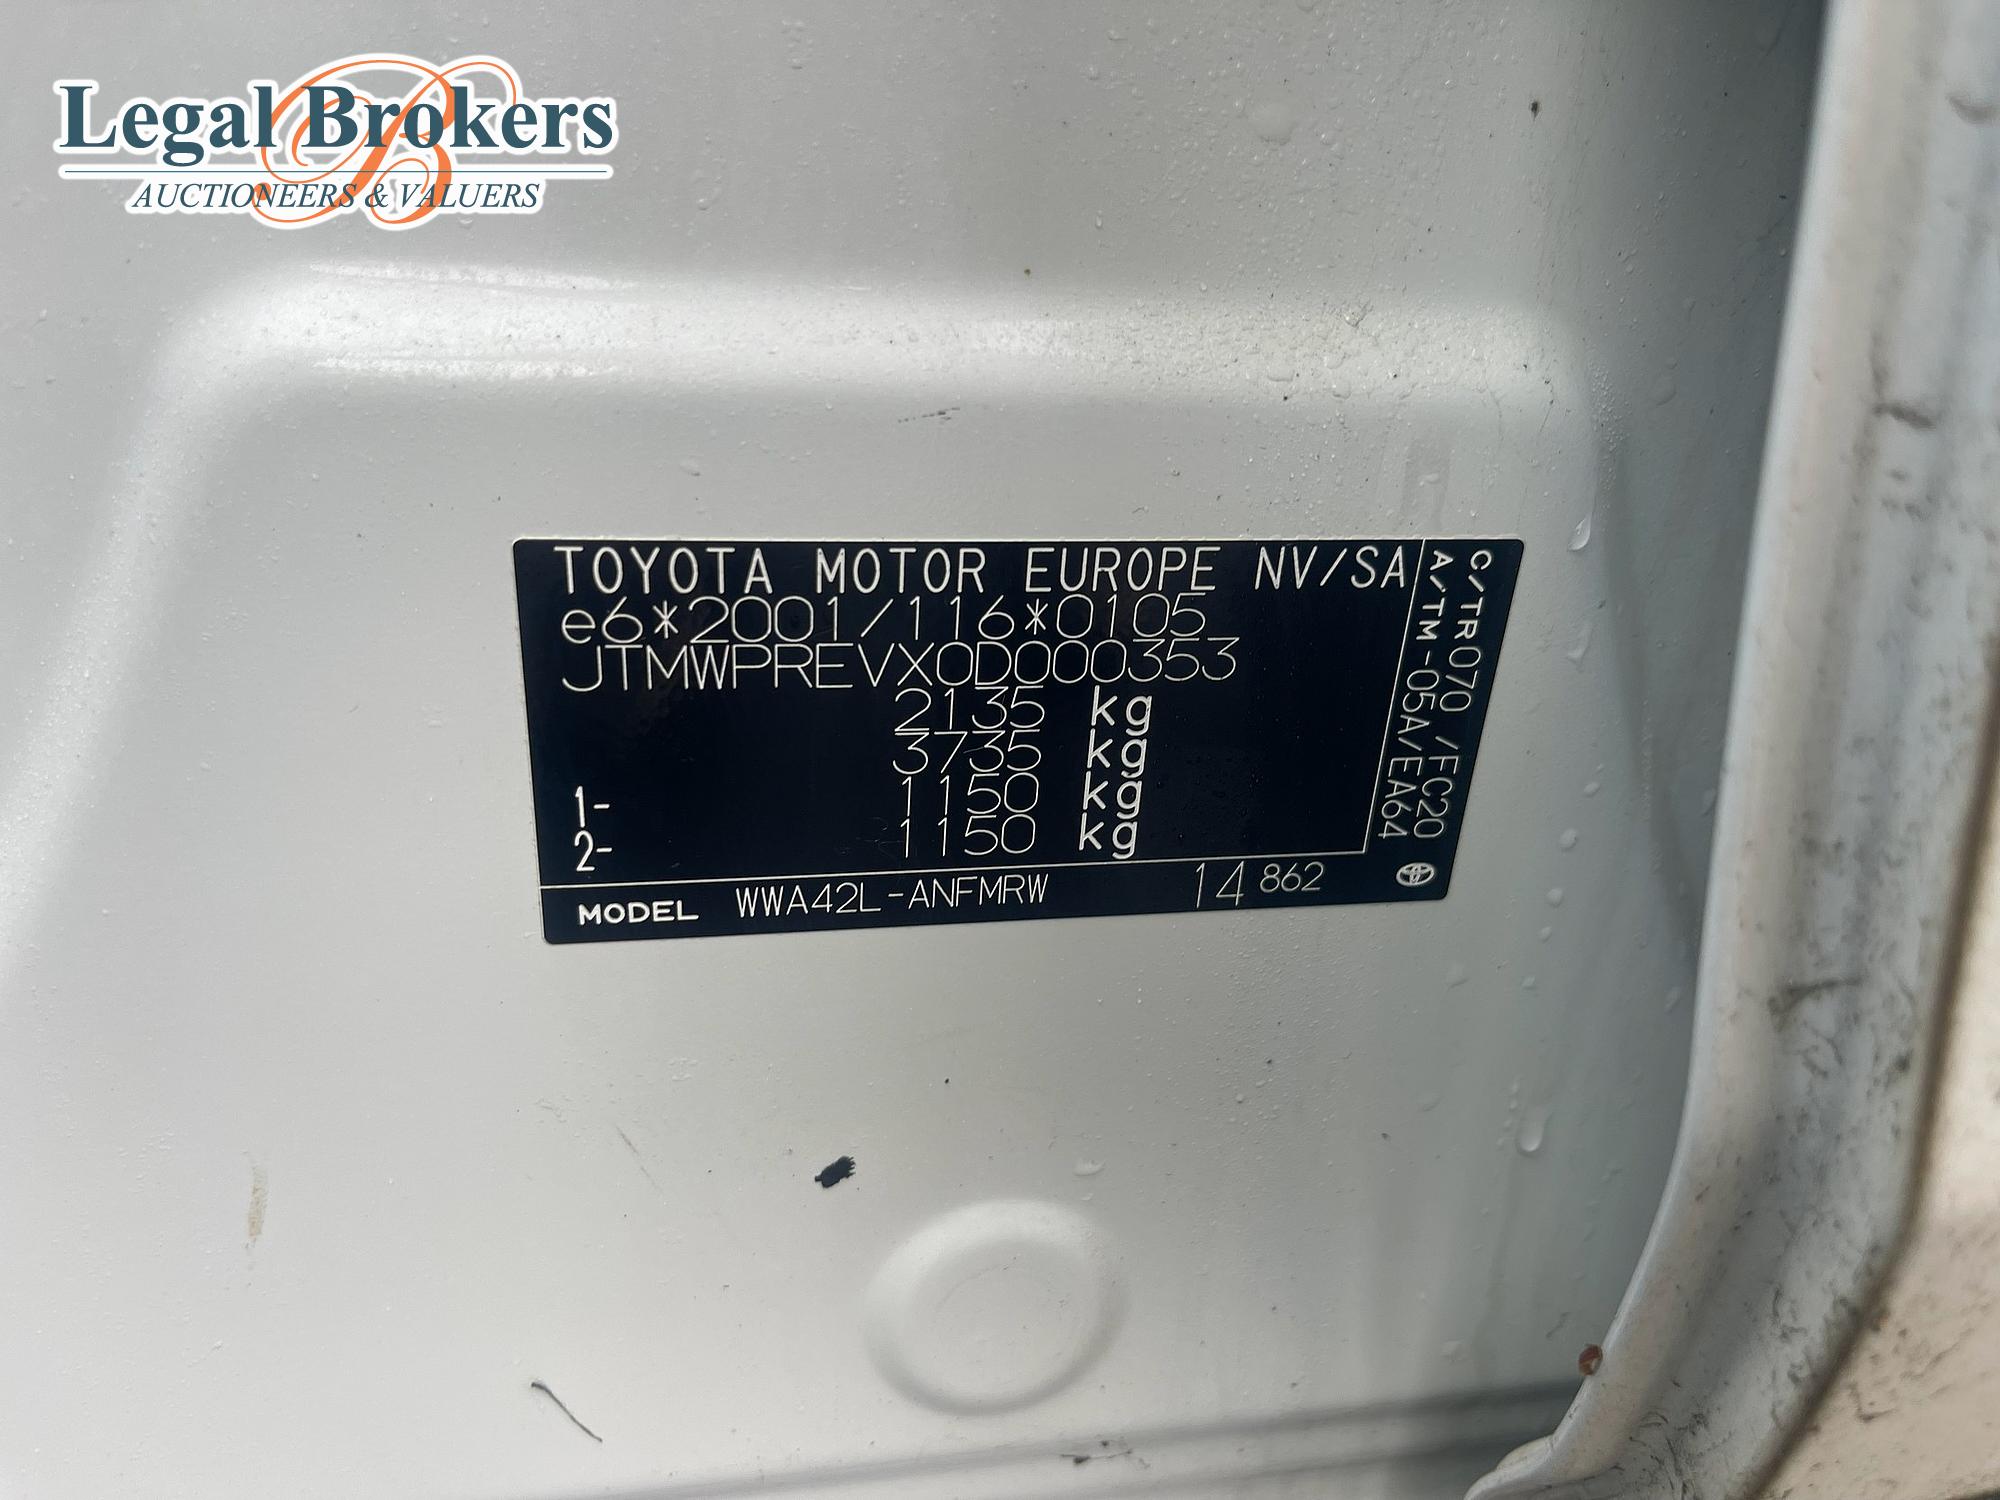 Legal Brokers
AUCTIONEERS & VALUERS
TOYOTA MOTOR EUROPE NV/SA
e6*2001/116*0105
JTMWPREVX0D000353
2135 kg
3735 kg
1- 1150 kg
2- 1150 kg
C/TR070 /FC20
A/TM-05A/EA64
MODEL WWA42L-ANFMRW 14 862